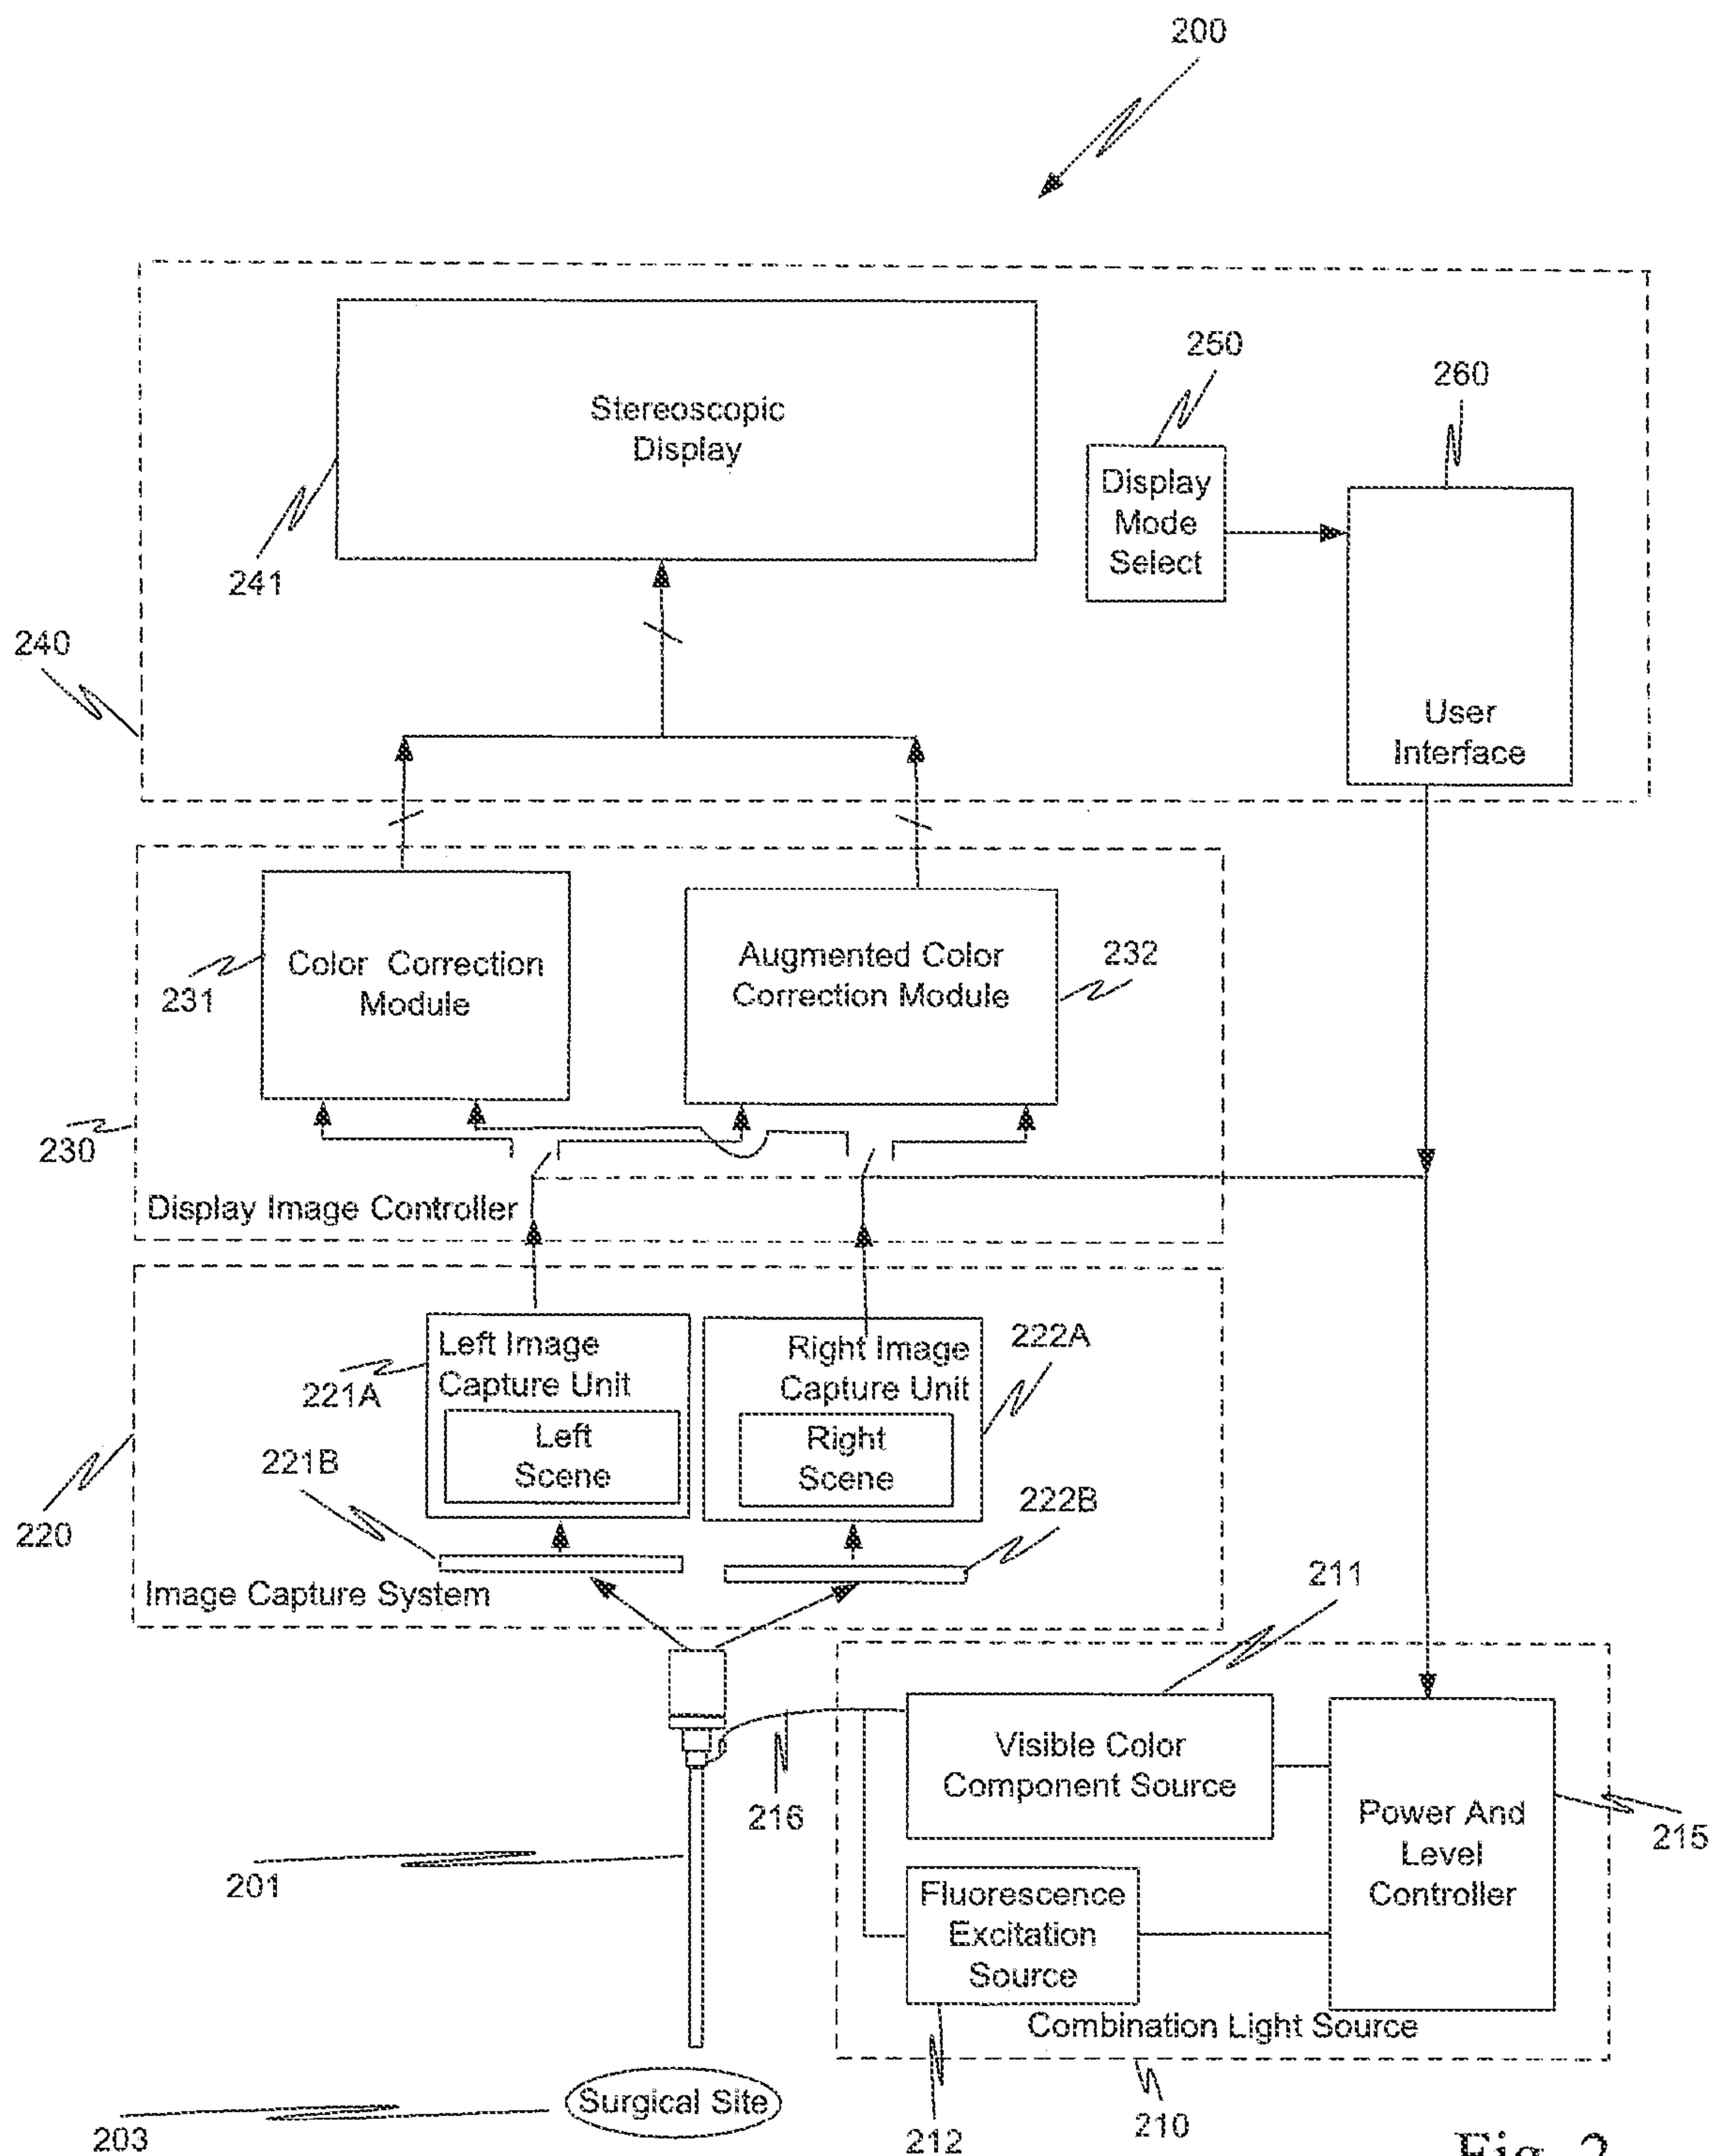 200
250
260
Stereoscopic
Display
Display
Mode
Select
241
240
User
Interface
Color Correction
Module
231
Augmented Color
Correction Module
232
230
Display Image Controller
Left Image
Capture Unit
221A
Left
Scene
Right Image
Capture Unit
222A
Right
Scene
221B
222B
220
Image Capture System
211
Visible Color
Component Source
216
Power And
Level
Controller
215
201
Fluorescence
Excitation
Source
Combination Light Source
Surgical Site
203
212
210
Fig. 2